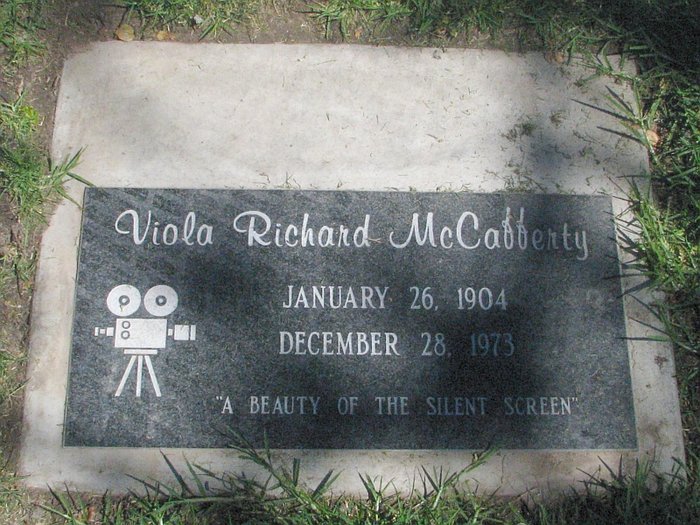 Viola Richard McCafferty
JANUARY 26, 1904
DECEMBER 28, 1973
"A BEAUTY OF THE SILENT SCREEN"